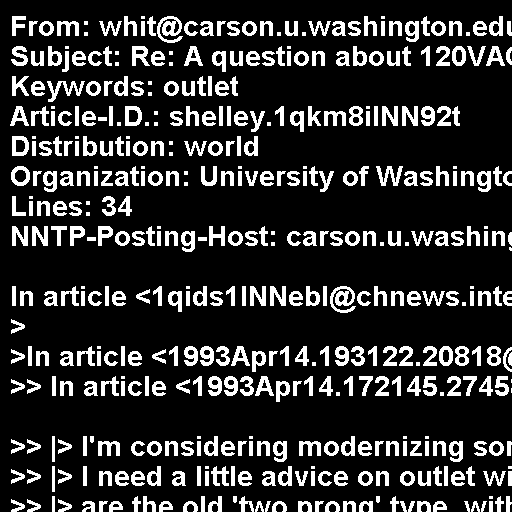 From: whit@carson.u.washington.edu
Subject: Re: A question about 120VAC
Keywords: outlet
Article-I.D.: shelley.1qkm8iINN92t
Distribution: world
Organization: University of Washingto
Lines: 34
NNTP-Posting-Host: carson.u.washing
In article <1qids1INNebl@chnews.inte
>
>In article <1993Apr14.193122.20818@
>> In article <1993Apr14.172145.27458
>> |> I'm considering modernizing sor
>> |> I need a little advice on outlet wi
>> |> are the old 'two prong' type, with